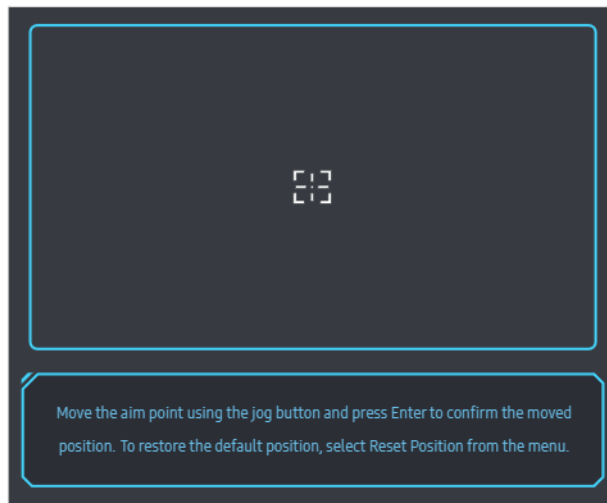 Move the aim point using the jog button and press Enter to confirm the moved
position. To restore the default position, select Reset Position from the menu.